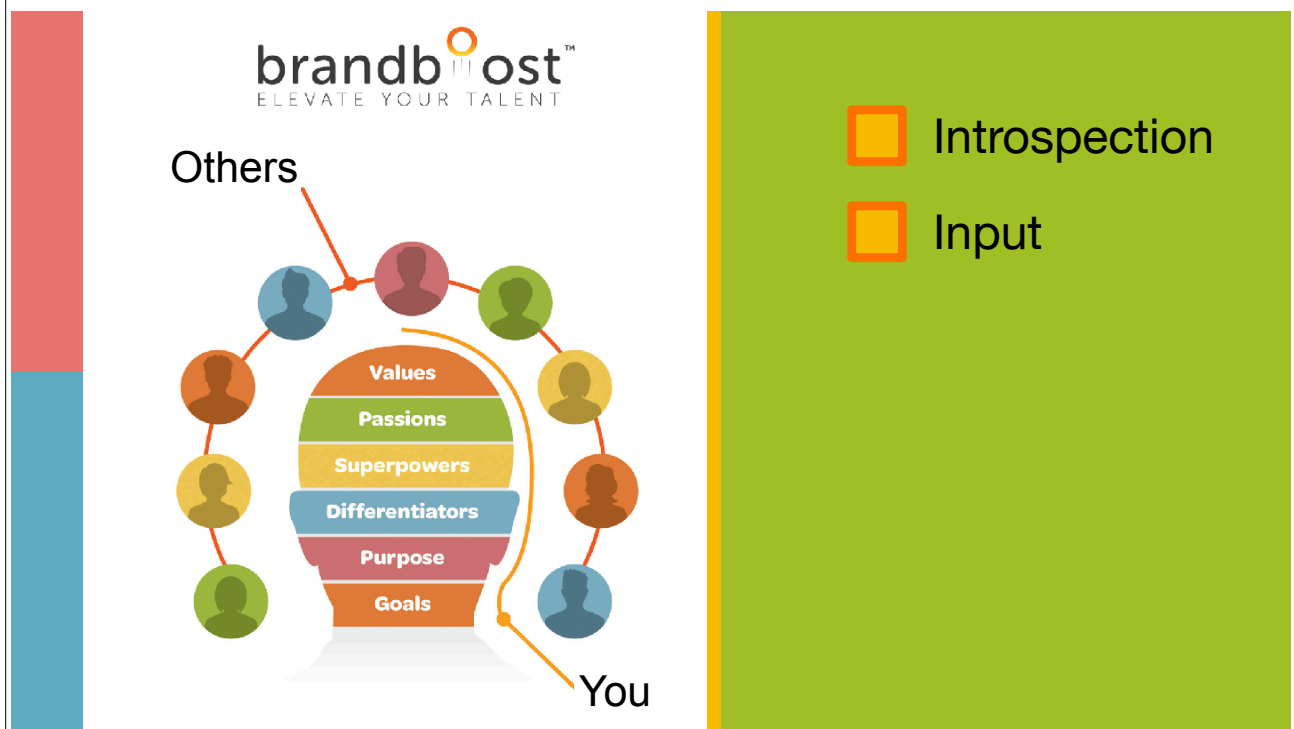 brandboost™
ELEVATE YOUR TALENT
Others
Values
Passions
Superpowers
Differentiators
Purpose
Goals
You
Introspection
Input